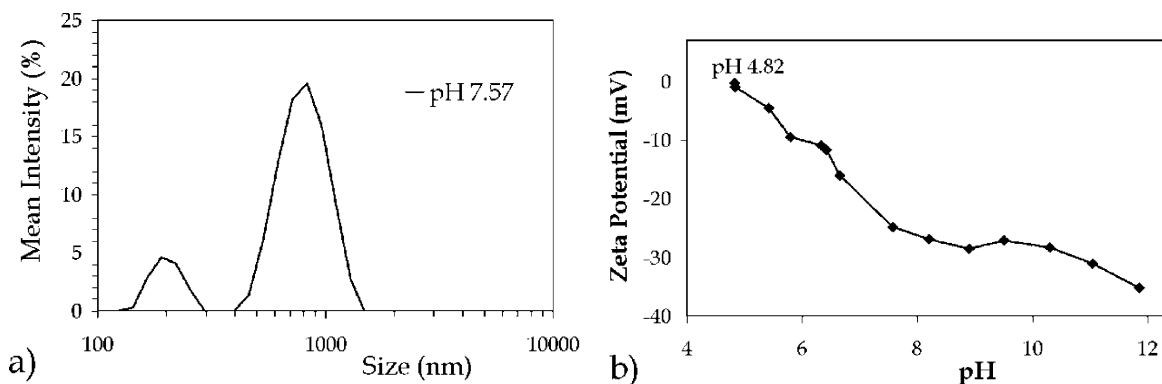 25
20
15
10
5
0
Mean Intensity (%)
— pH 7.57
100 1000 10000
Size (nm)
a)
pH 4.82
0
-10
-20
-30
-40
Zeta Potential (mV)
4 6 8 10 12
pH
b)